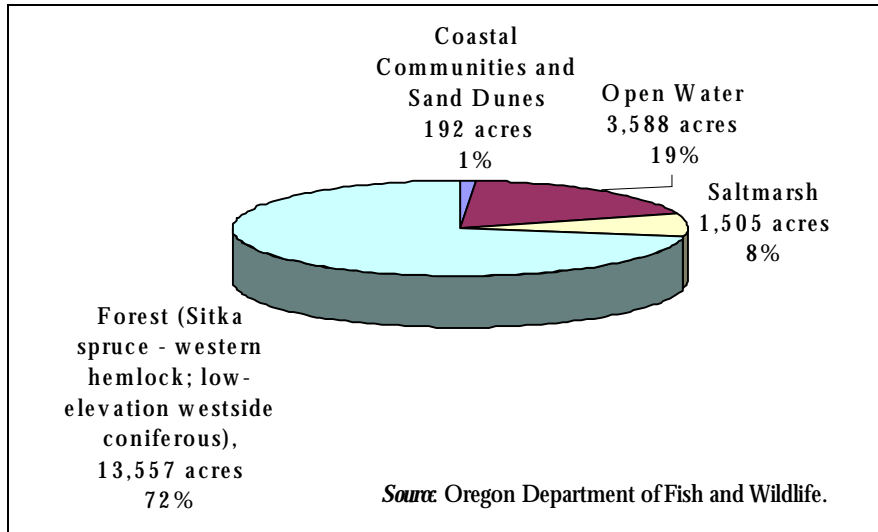 Coastal
Communities and
Sand Dunes
192 acres
1%
Open Water
3,588 acres
19%
Saltmarsh
1,505 acres
8%
Forest (Sitka
spruce - western
hemlock; low-
elevation westside
coniferous),
13,557 acres
72%
Source: Oregon Department of Fish and Wildlife.